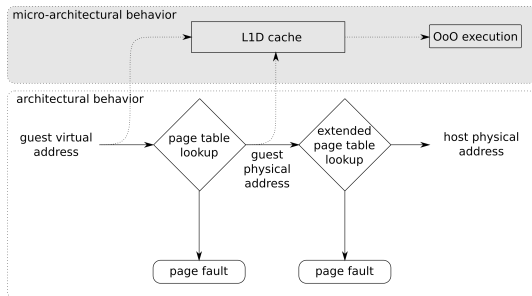 micro-architectural behavior
L1D cache
OoO execution
architectural behavior
guest virtual
address
page table
lookup
guest
physical
address
extended
page table
lookup
host physical
address
page fault
page fault